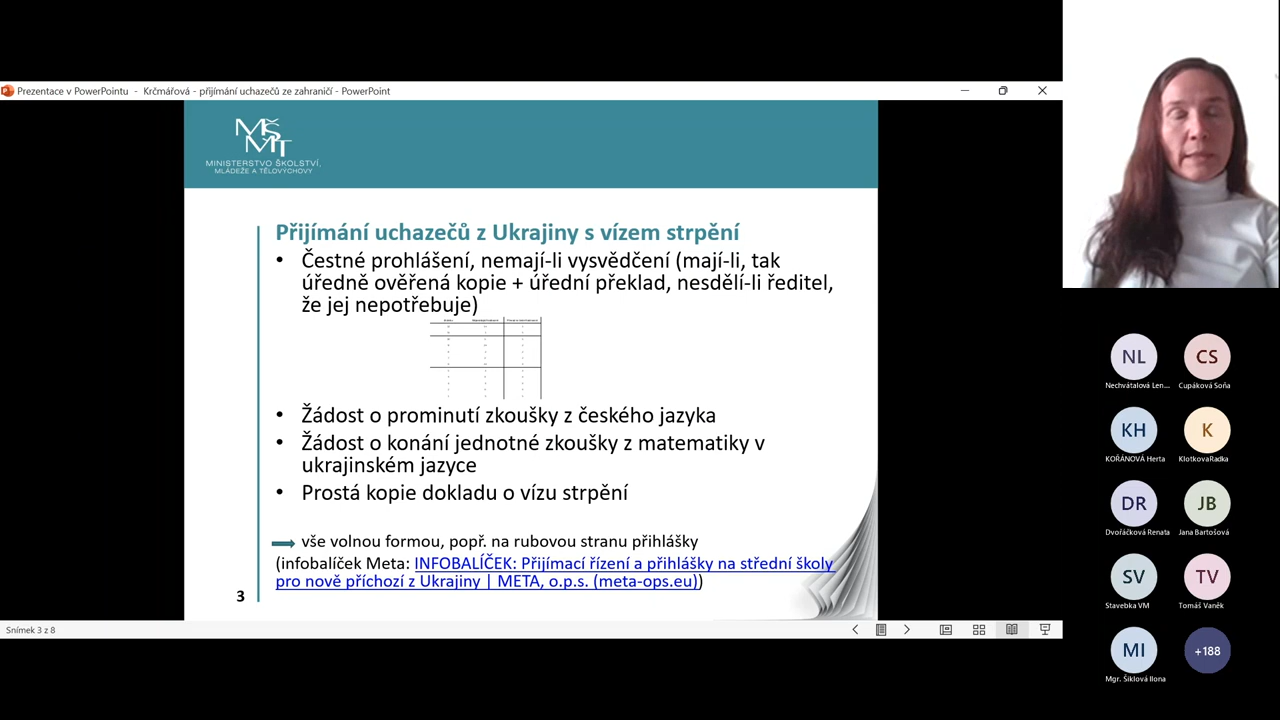 Prezentace v PowerPointu - Krčmářová - přijímání uchazečů ze zahraničí - PowerPoint
MŠMT
MINISTERSTVO ŠKOLSTVÍ,
MLÁDEŽE A TĚLOVÝCHOVY
Přijímání uchazečů z Ukrajiny s vízem strpění
• Čestné prohlášení, nemají-li vysvědčení (mají-li, tak
úředně ověřená kopie + úřední překlad, nesdělí-li ředitel,
že jej nepotřebuje)
• Žádost o prominutí zkoušky z českého jazyka
• Žádost o konání jednotné zkoušky z matematiky v
ukrajinském jazyce
• Prostá kopie dokladu o vízu strpění
vše volnou formou, popř. na rubovou stranu přihlášky
(infobalíček Meta: INFOBALÍČEK: Přijímací řízení a přihlášky na střední školy
pro nově příchozí z Ukrajiny | META, o.p.s. (meta-ops.eu))
3
Snímek 3 z 8
NL
Nechvátalová Len...
CS
Cupáková Soňa
KH
KOŘÁNOVÁ Herta
K
KlotkovaRadka
DR
Dvořáčková Renata
JB
Jana Bartošová
SV
Stavebka VM
TV
Tomáš Vaněk
MI
Mgr. Šiklová Ilona
+188